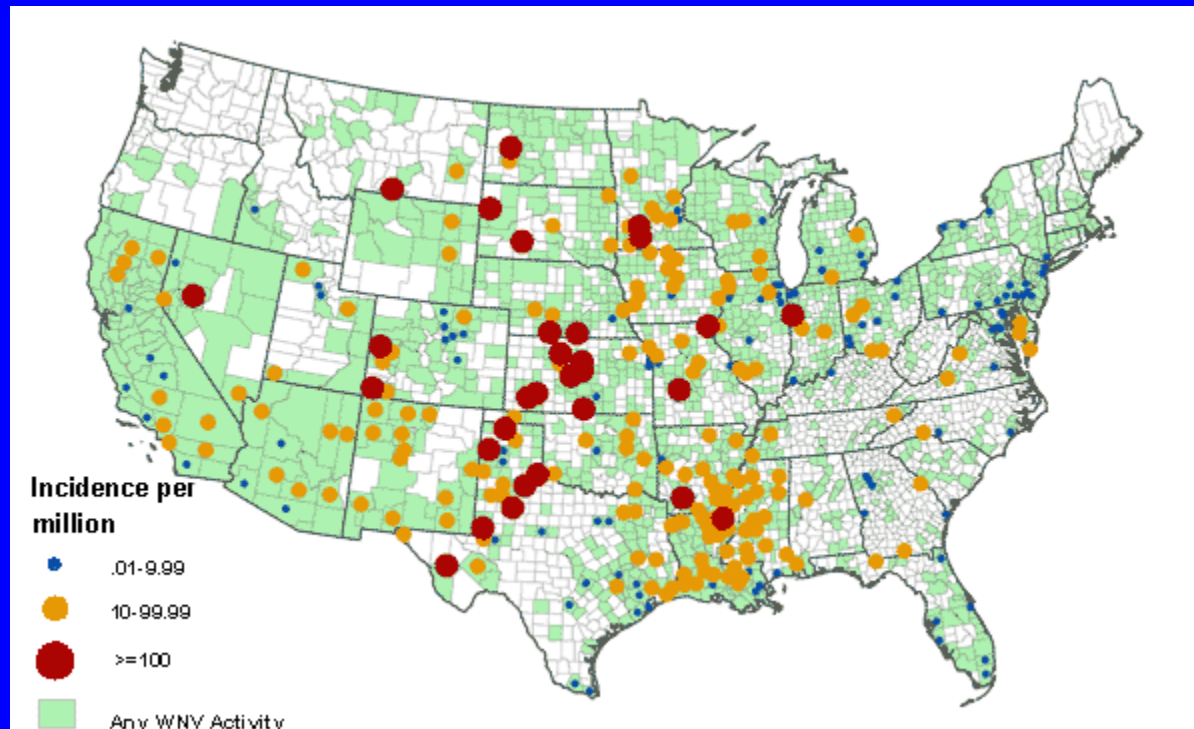 Incidence per
million
.01-9.99
10-99.99
>=100
Any WNV Activity